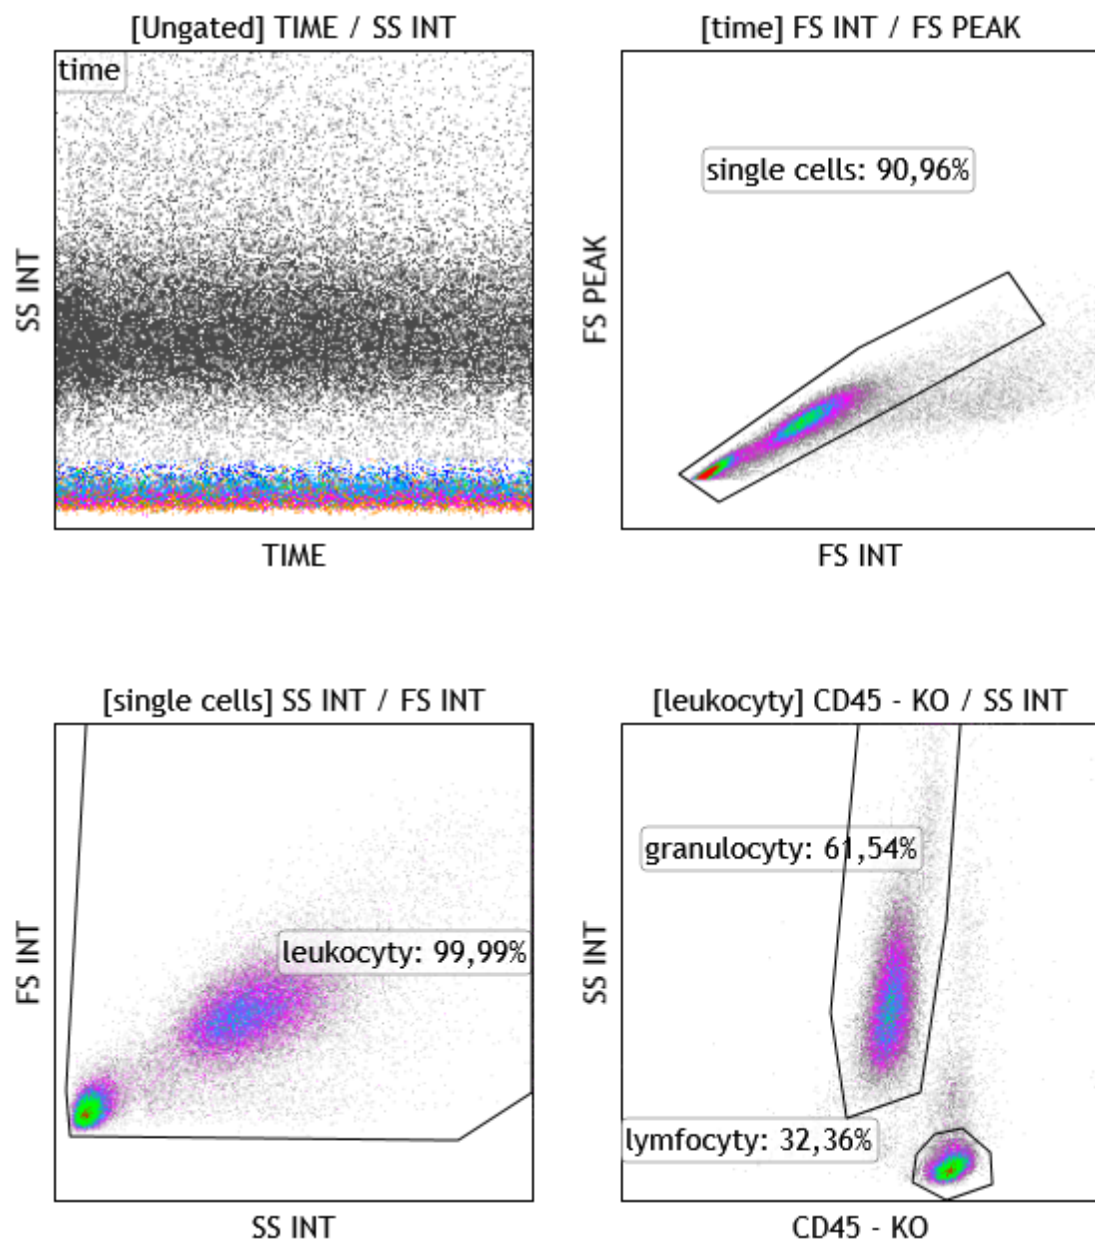 [Ungated] TIME / SS INT
time
SS INT
TIME
[time] FS INT / FS PEAK
single cells: 90,96%
FS PEAK
FS INT
[single cells] SS INT / FS INT
leukocyty: 99,99%
FS INT
SS INT
[leukocyty] CD45 - KO / SS INT
granulocyty: 61,54%
SS INT
lymfocyty: 32,36%
CD45 - KO